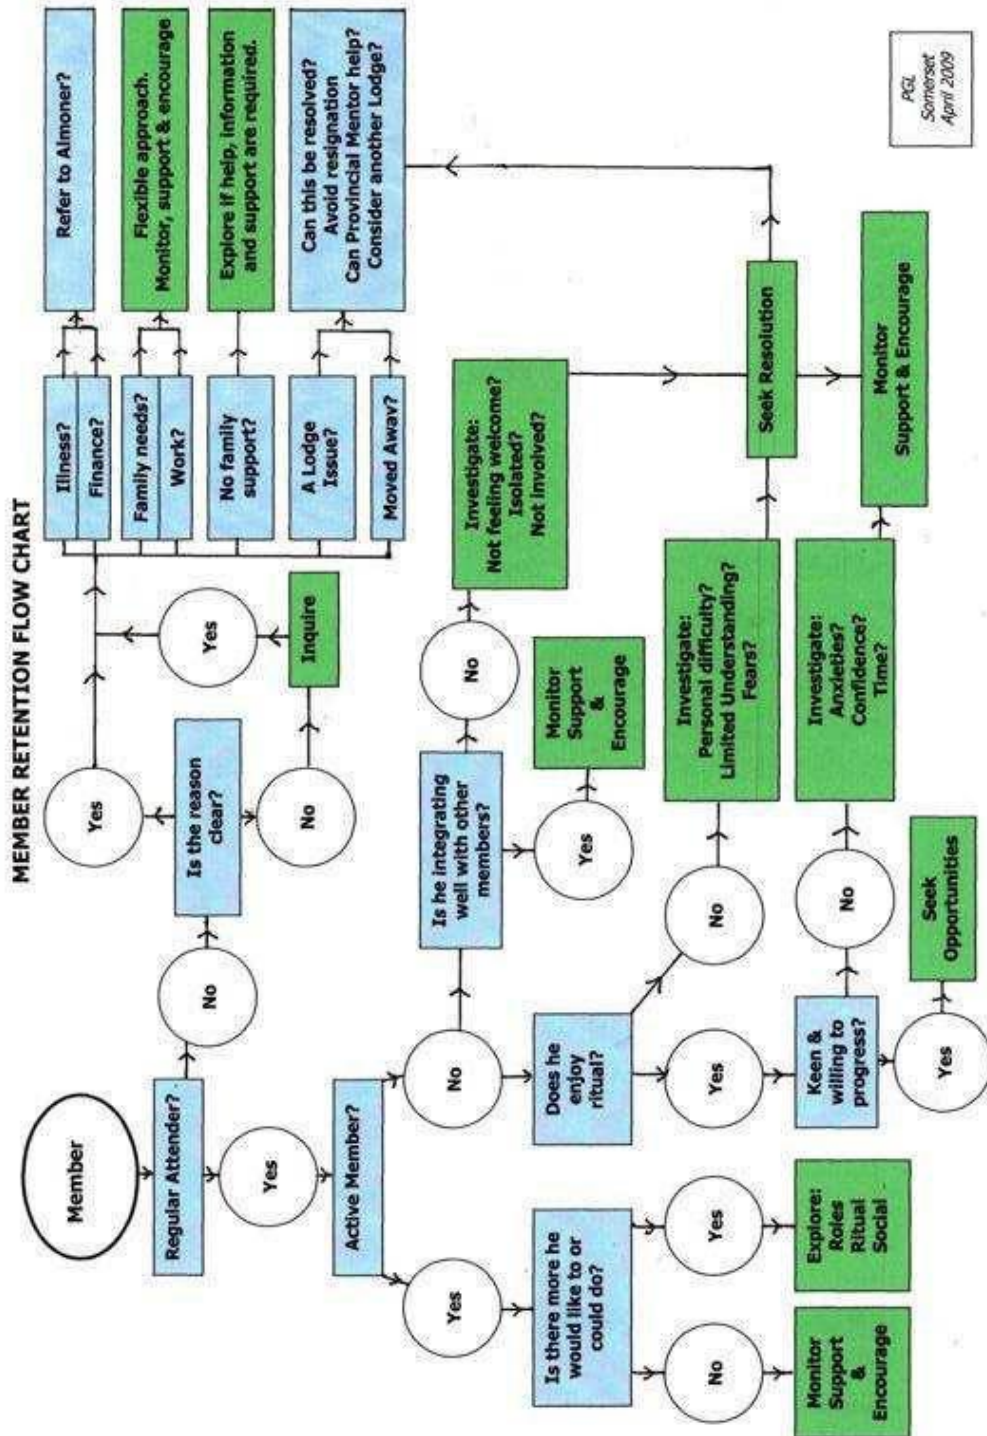 MEMBER RETENTION FLOW CHART
Member
Regular Attender?
No
Is the reason
clear?
Yes
No
Inquire
Yes
Illness?
Finance?
Family needs?
Work?
No family
support?
A Lodge
Issue?
Moved Away?
Refer to Almoner?
Flexible approach.
Monitor, support & encourage
Explore if help, information
and support are required.
Can this be resolved?
Avoid resignation
Can Provincial Mentor help?
Consider another Lodge?
Yes
Active Member?
No
Is he integrating
well with other
members?
No
Investigate:
Not feeling welcome?
Isolated?
Not involved?
Yes
Monitor
Support
&
Encourage
Does he
enjoy
ritual?
No
Investigate:
Personal difficulty?
Limited Understanding?
Fears?
Seek Resolution
Yes
Keen &
willing to
progress?
No
Investigate:
Anxieties?
Confidence?
Time?
Monitor
Support & Encourage
Yes
Seek
Opportunities
Yes
Is there more he
would like to or
could do?
No
Monitor
Support
&
Encourage
Yes
Explore:
Roles
Ritual
Social
PGL
Somerset
April 2009